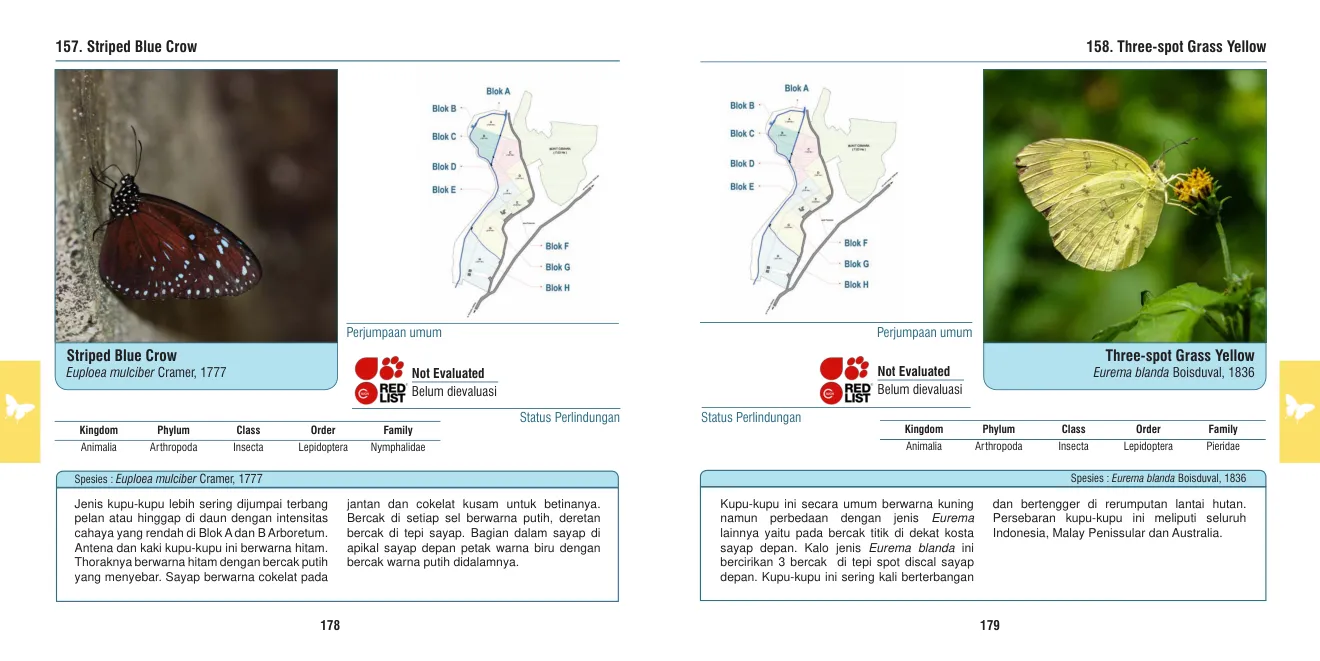 157. Striped Blue Crow
Blok A
Blok B
Blok C
Blok D
Blok E
Blok F
Blok G
Blok H
Perjumpaan umum
Striped Blue Crow
Euploea mulciber Cramer, 1777
RED
LIST
Not Evaluated
Belum dievaluasi
Status Perlindungan
Kingdom Phylum Class Order Family
Animalia Arthropoda Insecta Lepidoptera Nymphalidae
Spesies : Euploea mulciber Cramer, 1777
Jenis kupu-kupu lebih sering dijumpai terbang
pelan atau hinggap di daun dengan intensitas
cahaya yang rendah di Blok A dan B Arboretum.
Antena dan kaki kupu-kupu ini berwarna hitam.
Thoraknya berwarna hitam dengan bercak putih
yang menyebar. Sayap berwarna cokelat pada
jantan dan cokelat kusam untuk betinanya.
Bercak di setiap sel berwarna putih, deretan
bercak di tepi sayap. Bagian dalam sayap di
apikal sayap depan petak warna biru dengan
bercak warna putih didalamnya.
178
158. Three-spot Grass Yellow
Blok A
Blok B
Blok C
Blok D
Blok E
Blok F
Blok G
Blok H
Perjumpaan umum
Three-spot Grass Yellow
Eurema blanda Boisduval, 1836
RED
LIST
Not Evaluated
Belum dievaluasi
Status Perlindungan
Kingdom Phylum Class Order Family
Animalia Arthropoda Insecta Lepidoptera Pieridae
Spesies : Eurema blanda Boisduval, 1836
Kupu-kupu ini secara umum berwarna kuning
namun perbedaan dengan jenis Eurema
lainnya yaitu pada bercak titik di dekat kosta
sayap depan. Kalo jenis Eurema blanda ini
bercirikan 3 bercak di tepi spot discal sayap
depan. Kupu-kupu ini sering kali berterbangan
dan bertengger di rerumputan lantai hutan.
Persebaran kupu-kupu ini meliputi seluruh
Indonesia, Malay Penissular dan Australia.
179